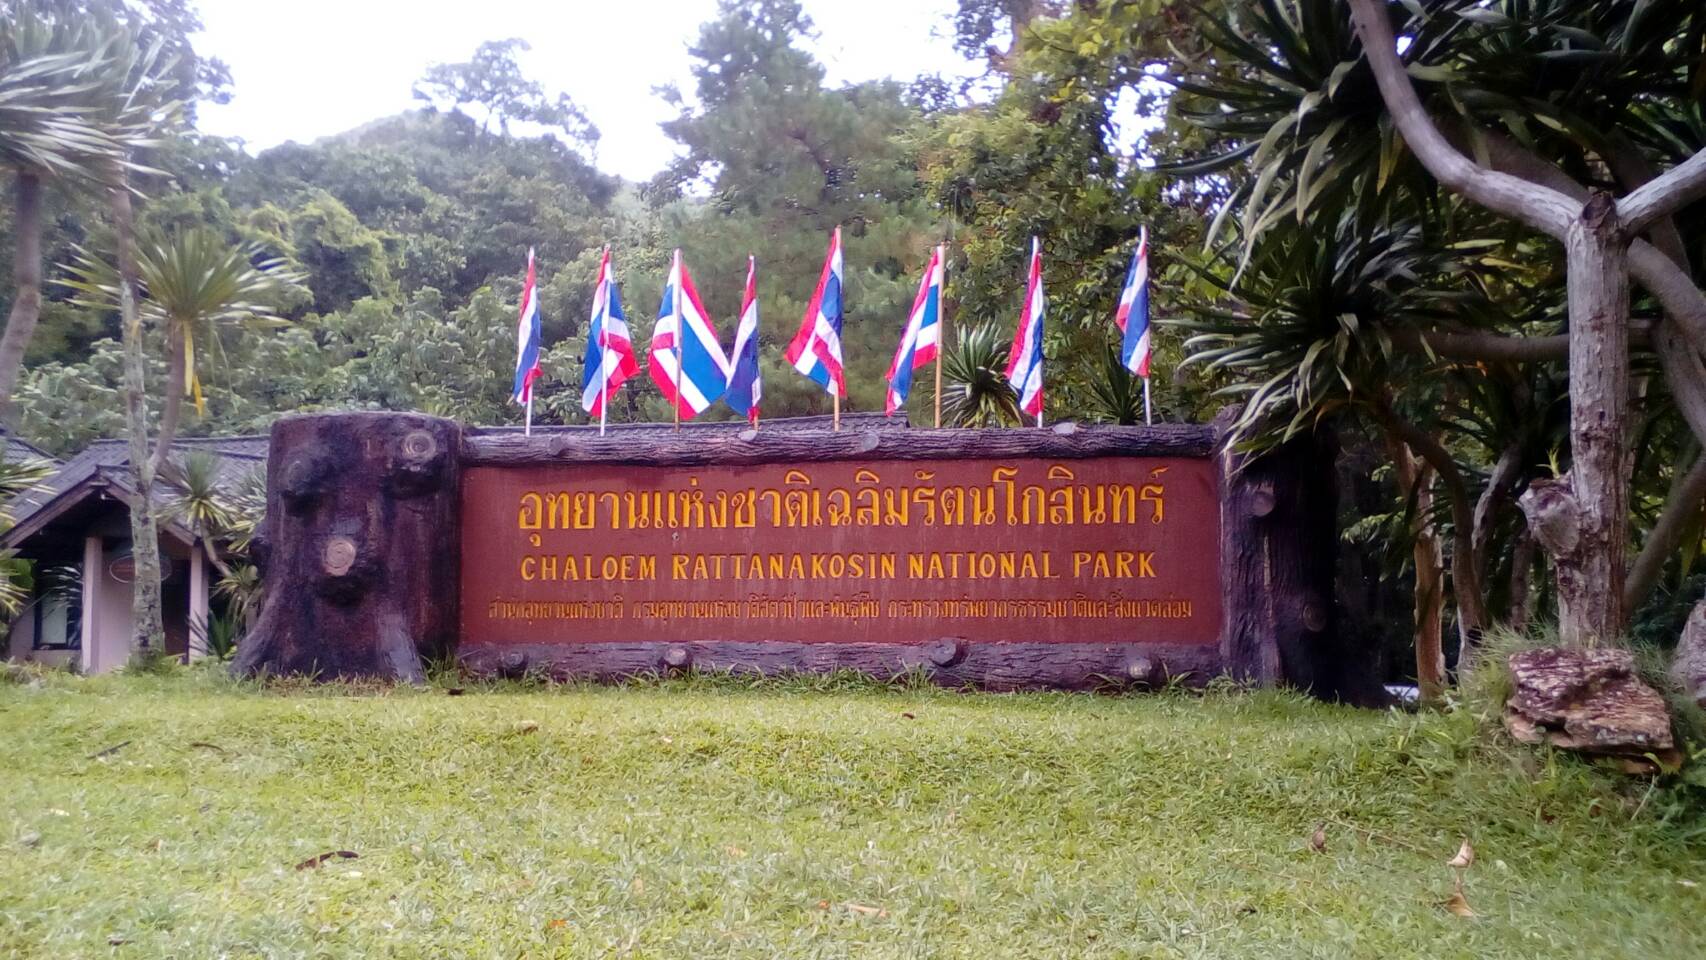 อุทยานแห่งชาติเฉลิมรัตนโกสินทร์
CHALOEM RATTANAKOSIN NATIONAL PARK
สำนักอุทยานแห่งชาติ กรมอุทยานแห่งชาติสัตว์ป่าและพันธุ์พืช กระทรวงทรัพยากรธรรมชาติและสิ่งแวดล้อม